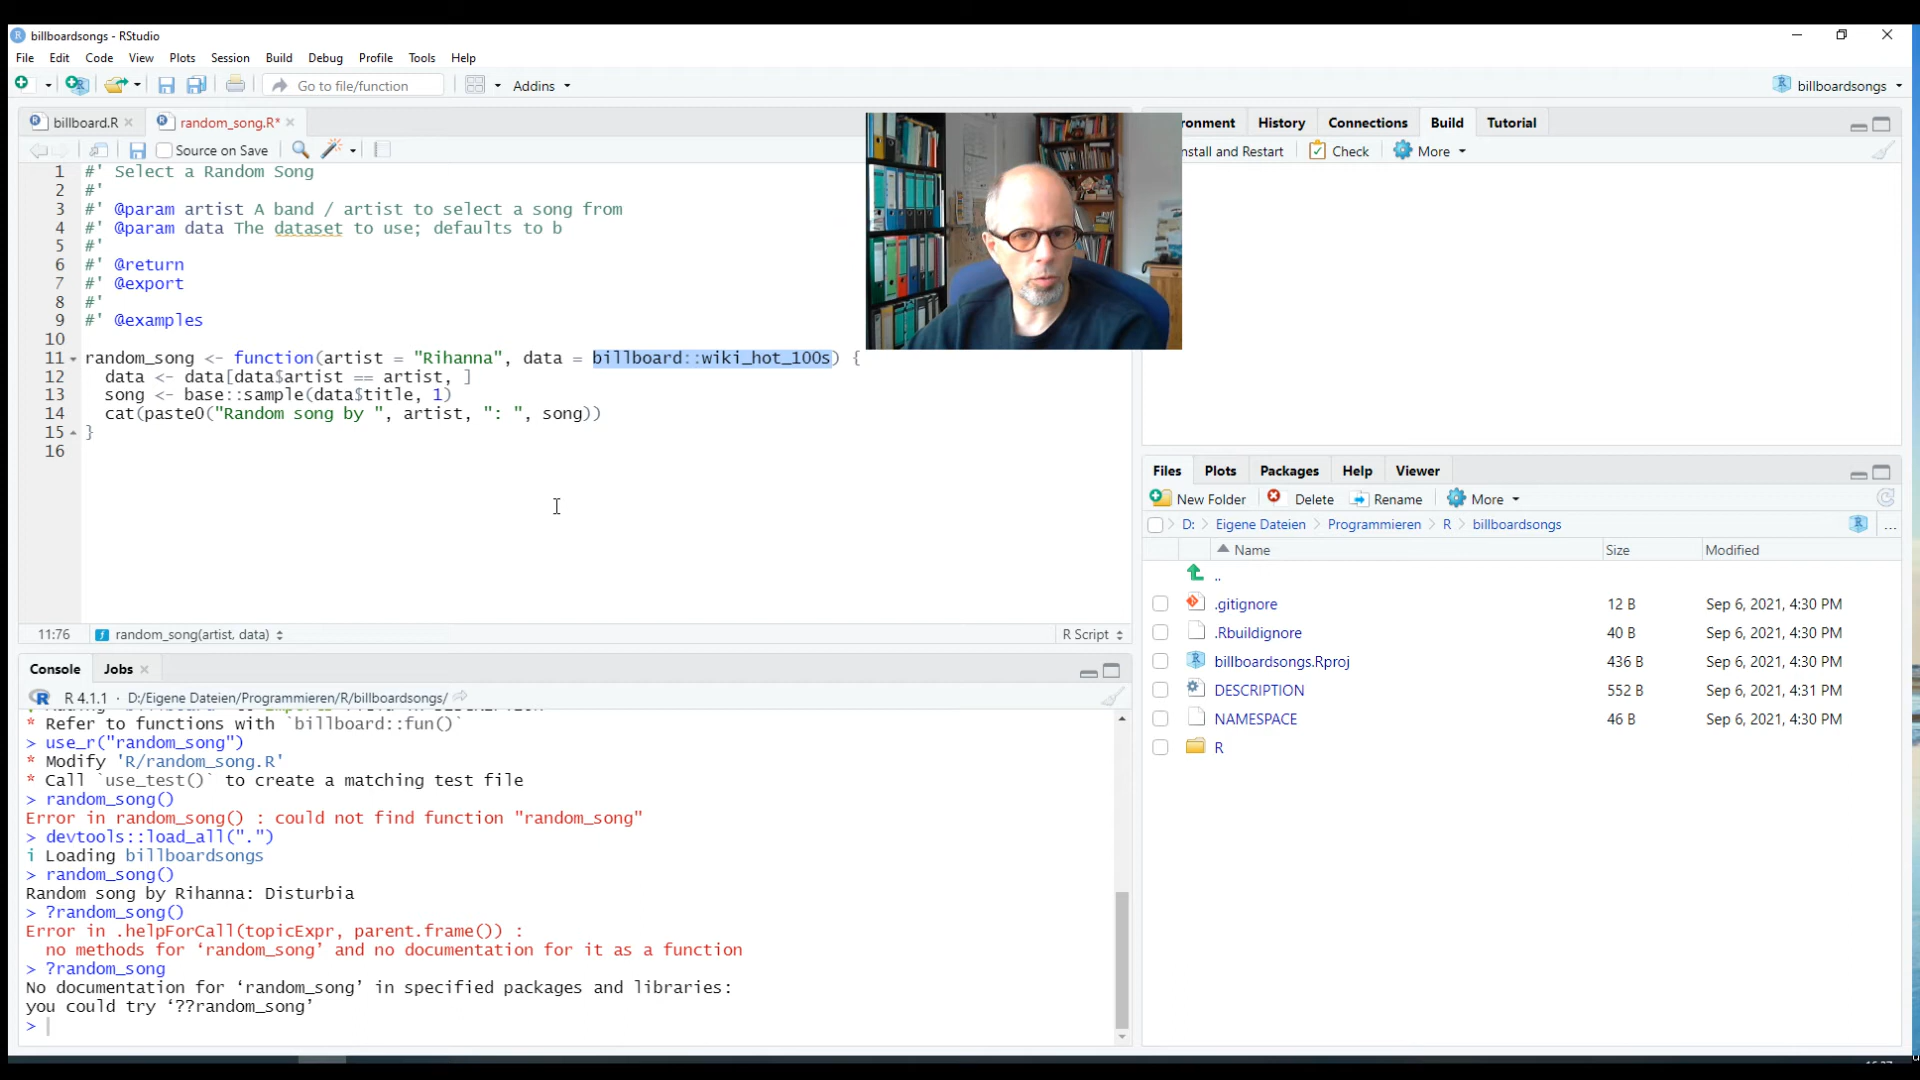 billboardsongs - RStudio
File Edit Code View Plots Session Build Debug Profile Tools Help
Go to file/function Addins billboardsongs
billboard.R random_song.R*
Source on Save
1 #' Select a Random Song
2 #'
3 #' @param artist A band / artist to select a song from
4 #' @param data The dataset to use; defaults to b
5 #'
6 #' @return
7 #' @export
8 #'
9 #' @examples
10
11 random_song <- function(artist = "Rihanna", data = billboard::wiki_hot_100s) {
12 data <- data[data$artist == artist, ]
13 song <- base::sample(data$title, 1)
14 cat(paste0("Random song by ", artist, ": ", song))
15 }
16
11:76 random_song(artist, data) R Script
Console Jobs
R 4.1.1 · D:/Eigene Dateien/Programmieren/R/billboardsongs/
* Refer to functions with `billboard::fun()`
> use_r("random_song")
* Modify 'R/random_song.R'
* Call `use_test()` to create a matching test file
> random_song()
Error in random_song() : could not find function "random_song"
> devtools::load_all(".")
i Loading billboardsongs
> random_song()
Random song by Rihanna: Disturbia
> ?random_song()
Error in .helpForCall(topicExpr, parent.frame()) :
no methods for ‘random_song’ and no documentation for it as a function
> ?random_song
No documentation for ‘random_song’ in specified packages and libraries:
you could try ‘??random_song’
>
ronment History Connections Build Tutorial
nstall and Restart Check More
Files Plots Packages Help Viewer
New Folder Delete Rename More
D: Eigene Dateien Programmieren R billboardsongs ...
Name Size Modified
..
.gitignore 12 B Sep 6, 2021, 4:30 PM
.Rbuildignore 40 B Sep 6, 2021, 4:30 PM
billboardsongs.Rproj 436 B Sep 6, 2021, 4:30 PM
DESCRIPTION 552 B Sep 6, 2021, 4:31 PM
NAMESPACE 46 B Sep 6, 2021, 4:30 PM
R